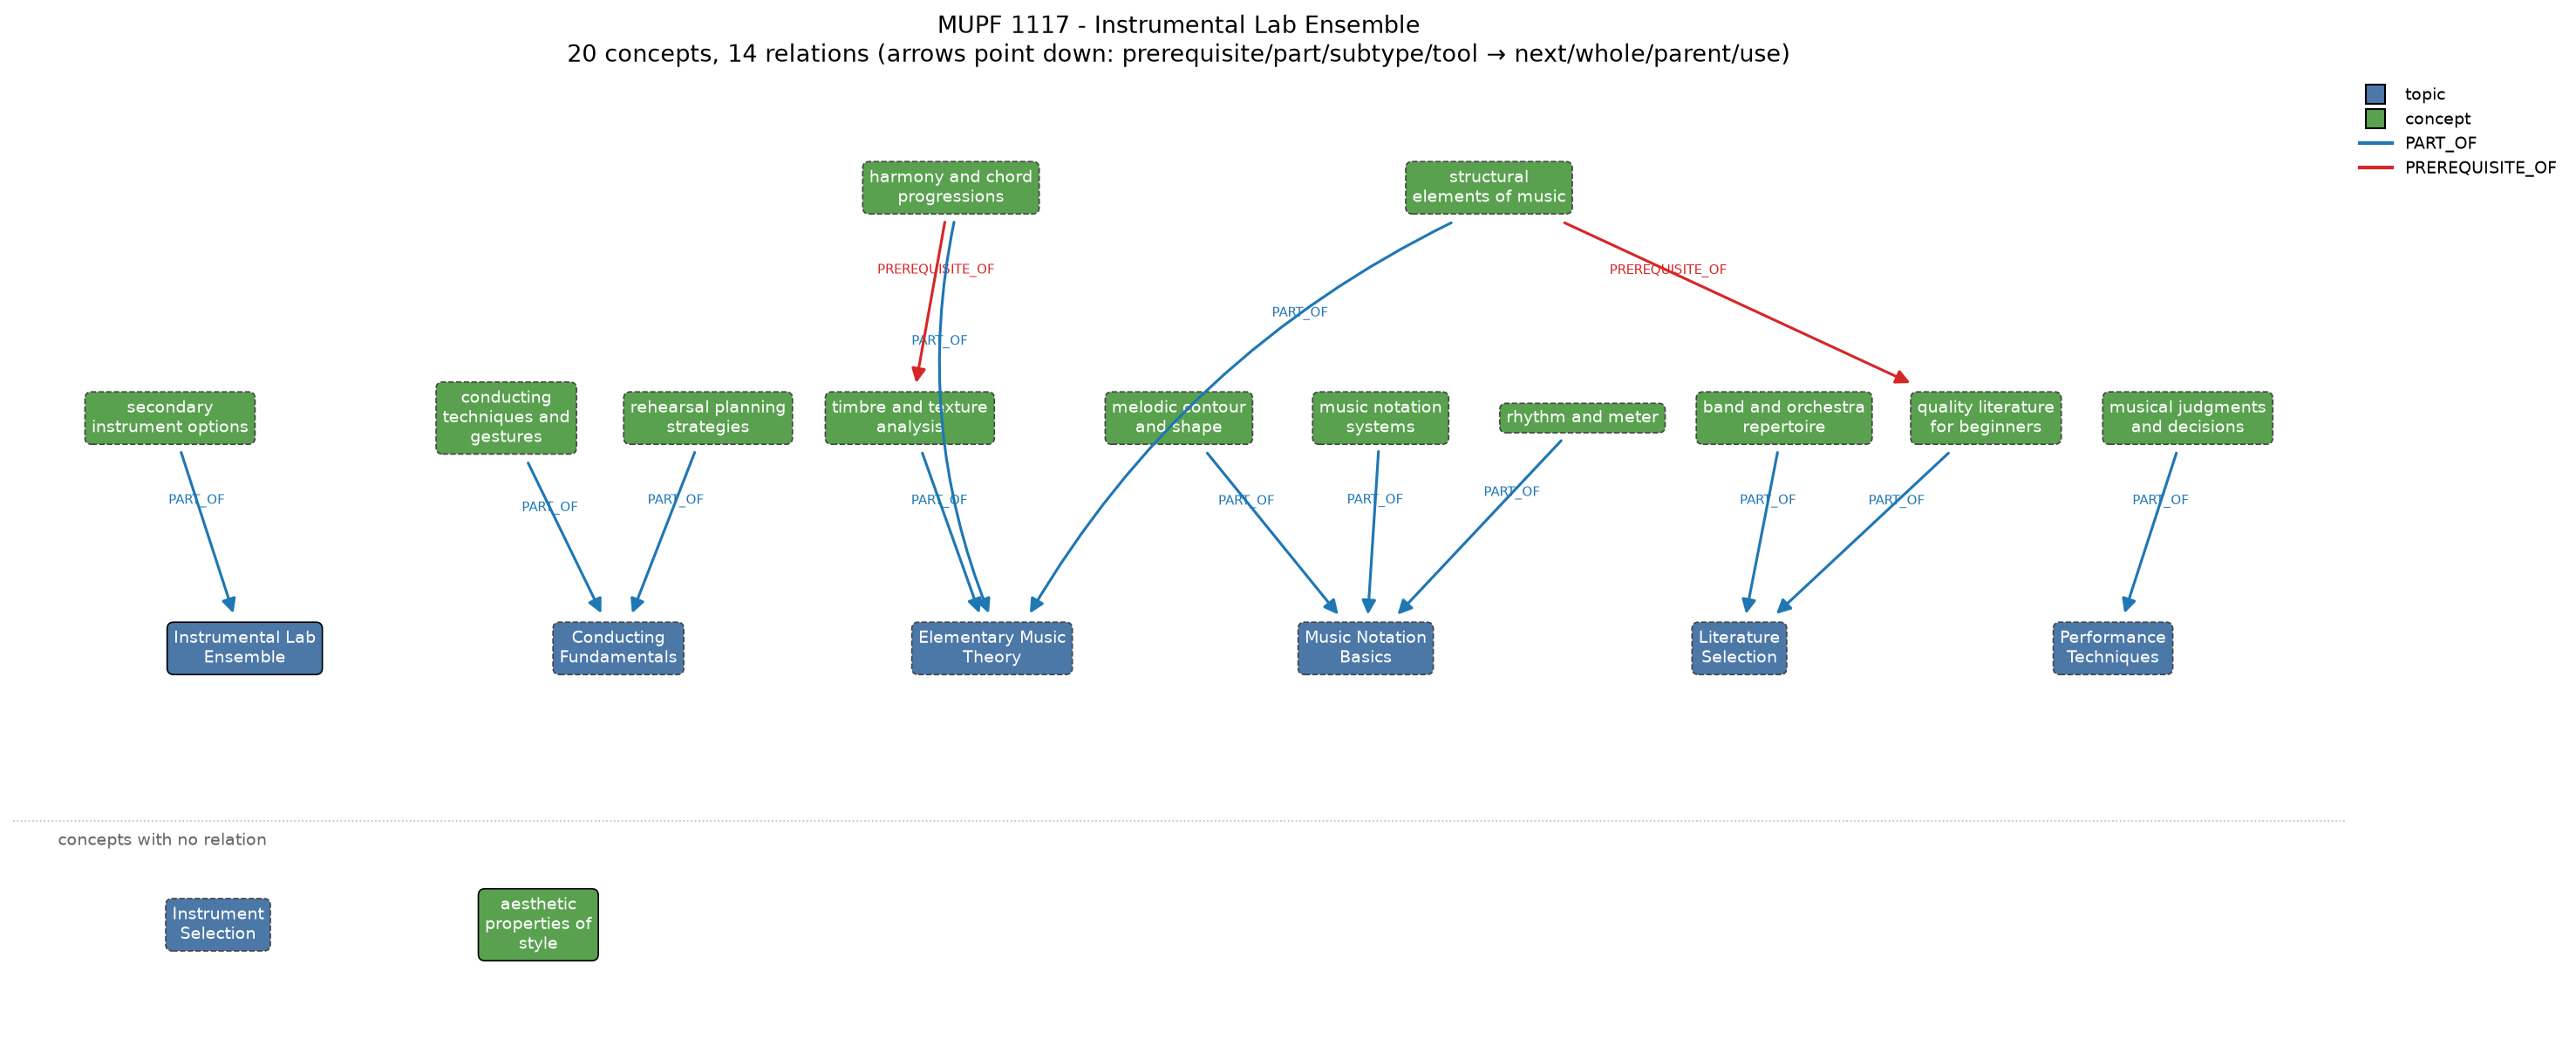 MUPF 1117 - Instrumental Lab Ensemble
20 concepts, 14 relations (arrows point down: prerequisite/part/subtype/tool → next/whole/parent/use)
topic
concept
PART_OF
PREREQUISITE_OF
harmony and chord
progressions
structural
elements of music
PREREQUISITE_OF
PREREQUISITE_OF
PART_OF
PART_OF
secondary
instrument options
conducting
techniques and
gestures
rehearsal planning
strategies
timbre and texture
analysis
melodic contour
and shape
music notation
systems
rhythm and meter
band and orchestra
repertoire
quality literature
for beginners
musical judgments
and decisions
PART_OF
PART_OF
PART_OF
PART_OF
PART_OF
PART_OF
PART_OF
PART_OF
PART_OF
PART_OF
Instrumental Lab
Ensemble
Conducting
Fundamentals
Elementary Music
Theory
Music Notation
Basics
Literature
Selection
Performance
Techniques
concepts with no relation
Instrument
Selection
aesthetic
properties of
style